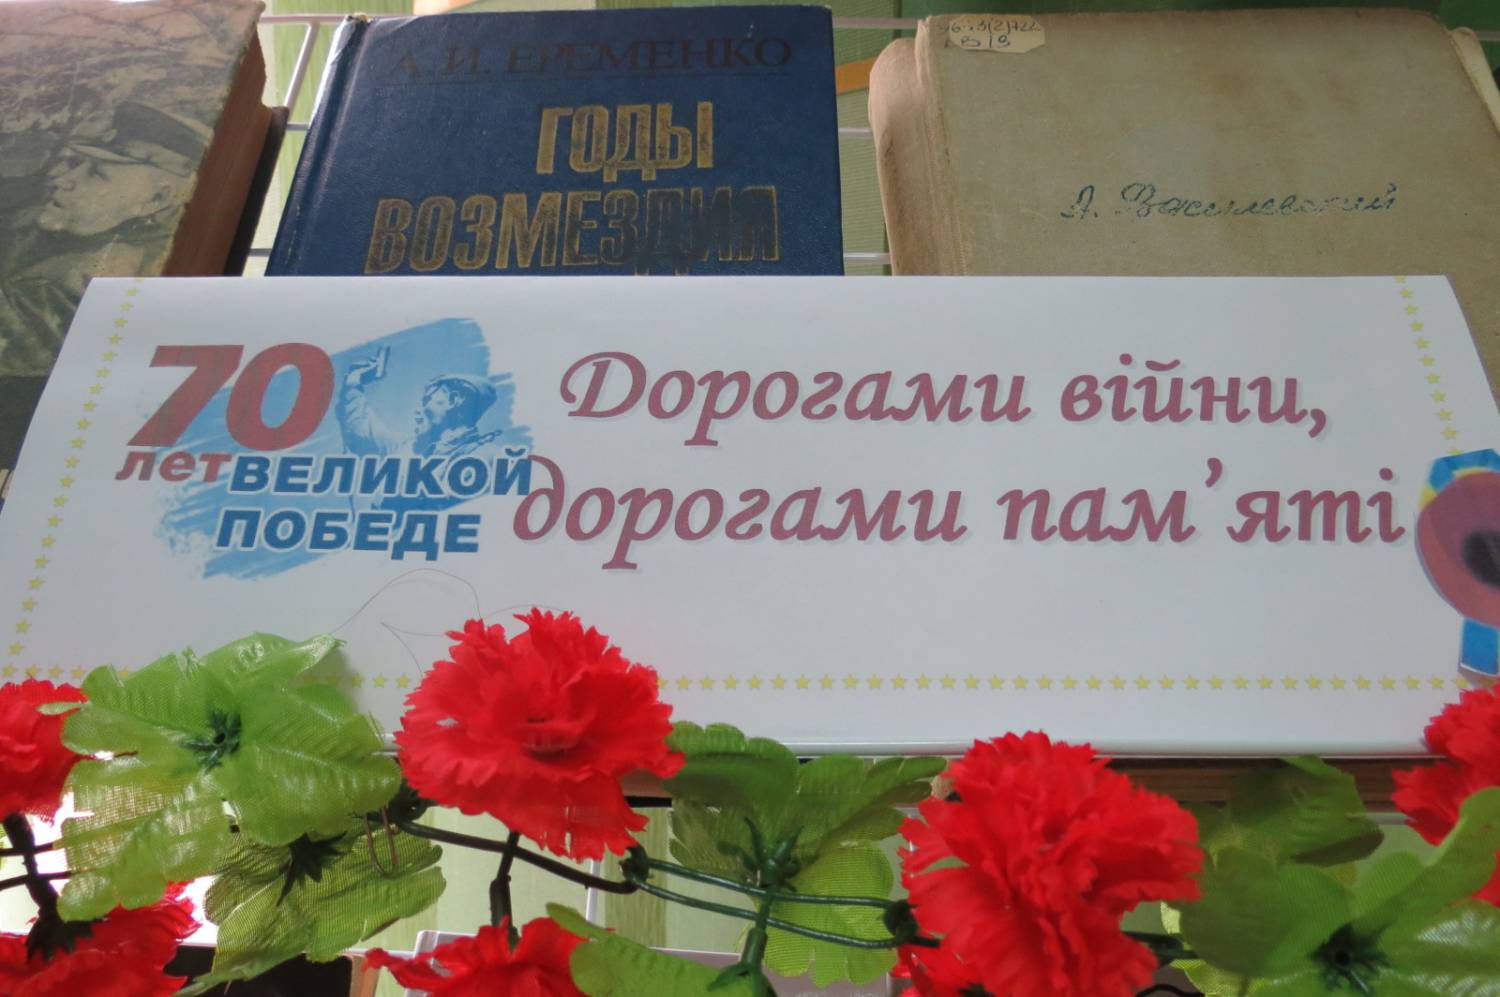 А.И. ЕРЕМЕНКО
ГОДЫ
ВОЗМЕЗДИЯ
А. Василевский
70
лет ВЕЛИКОЙ
ПОБЕДЕ
Дорогами війни,
дорогами пам’яті